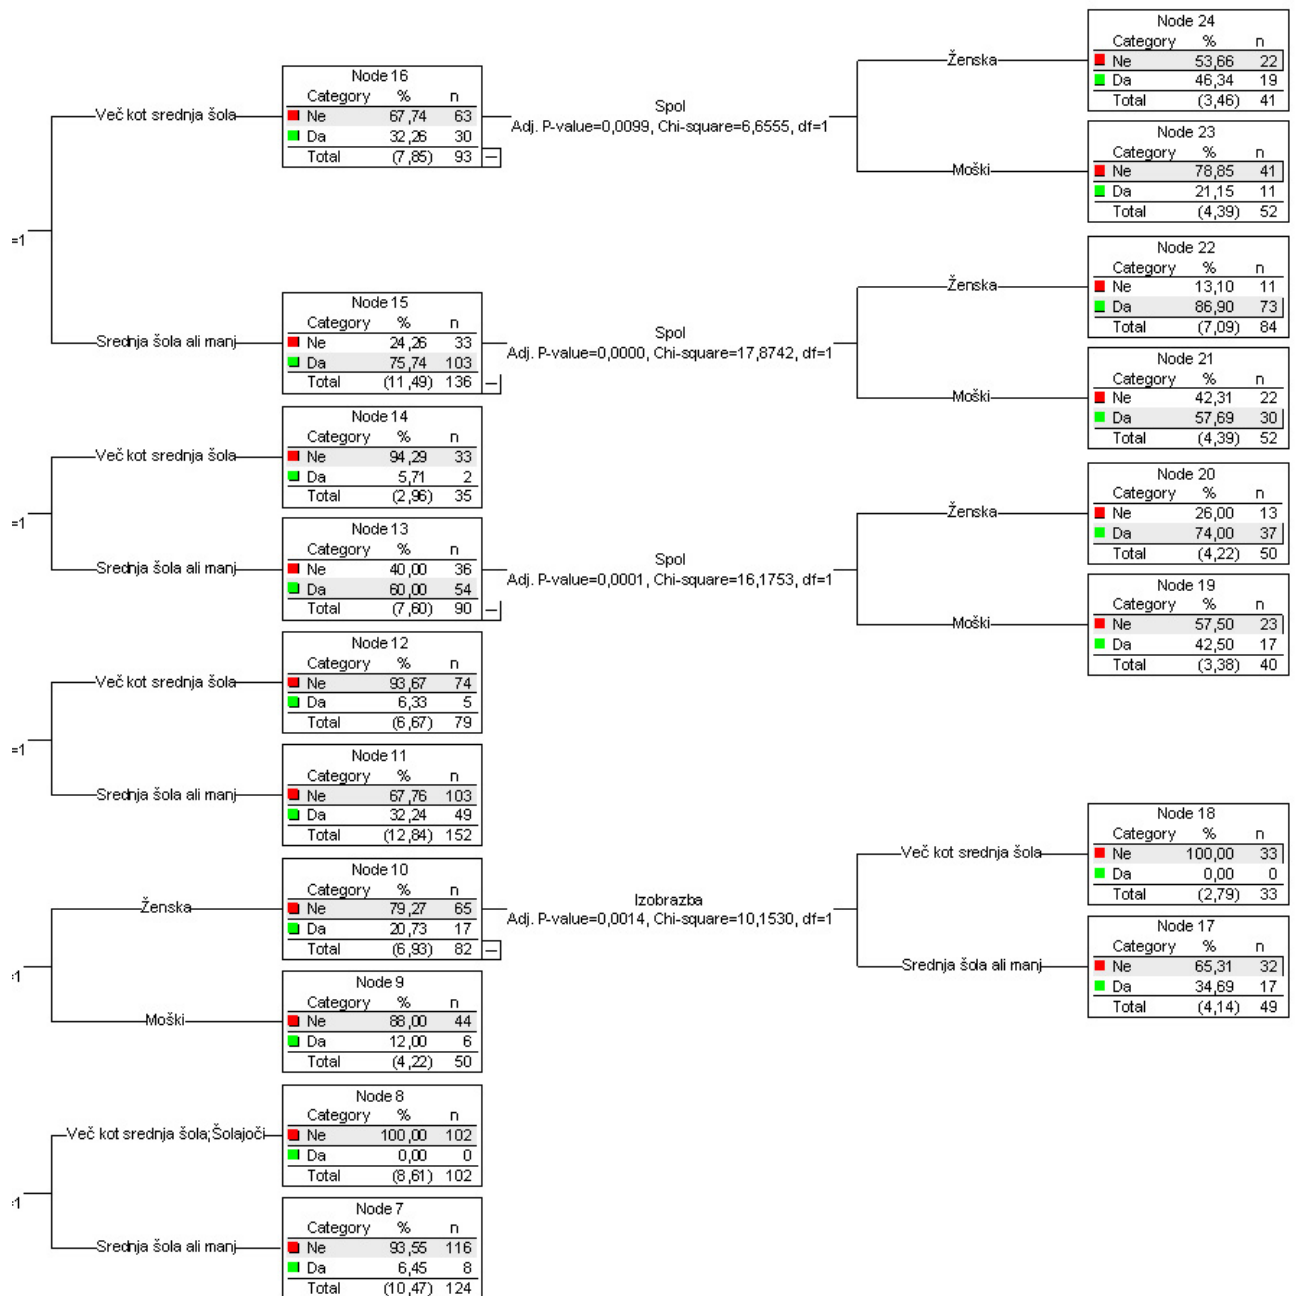 Node 24
Category % n
Ne 53,66 22
Da 46,34 19
Total (3,46) 41
Ženska
Node 16
Category % n
Ne 67,74 63
Da 32,26 30
Total (7,85) 93
Več kot srednja šola
Spol
Adj. P-value=0,0099, Chi-square=6,6555, df=1
Node 23
Category % n
Ne 78,85 41
Da 21,15 11
Total (4,39) 52
Moški
=1
Node 22
Category % n
Ne 13,10 11
Da 86,90 73
Total (7,09) 84
Ženska
Node 15
Category % n
Ne 24,26 33
Da 75,74 103
Total (11,49) 136
Srednja šola ali manj
Spol
Adj. P-value=0,0000, Chi-square=17,8742, df=1
Node 21
Category % n
Ne 42,31 22
Da 57,69 30
Total (4,39) 52
Moški
Node 14
Category % n
Ne 94,29 33
Da 5,71 2
Total (2,96) 35
Več kot srednja šola
=1
Node 20
Category % n
Ne 26,00 13
Da 74,00 37
Total (4,22) 50
Ženska
Node 13
Category % n
Ne 40,00 36
Da 60,00 54
Total (7,60) 90
Srednja šola ali manj
Spol
Adj. P-value=0,0001, Chi-square=16,1753, df=1
Node 19
Category % n
Ne 57,50 23
Da 42,50 17
Total (3,38) 40
Moški
Node 12
Category % n
Ne 93,67 74
Da 6,33 5
Total (6,67) 79
Več kot srednja šola
=1
Node 11
Category % n
Ne 67,76 103
Da 32,24 49
Total (12,84) 152
Srednja šola ali manj
Node 18
Category % n
Ne 100,00 33
Da 0,00 0
Total (2,79) 33
Več kot srednja šola
Node 10
Category % n
Ne 79,27 65
Da 20,73 17
Total (6,93) 82
Ženska
Izobrazba
Adj. P-value=0,0014, Chi-square=10,1530, df=1
Node 17
Category % n
Ne 65,31 32
Da 34,69 17
Total (4,14) 49
Srednja šola ali manj
=1
Node 9
Category % n
Ne 88,00 44
Da 12,00 6
Total (4,22) 50
Moški
Node 8
Category % n
Ne 100,00 102
Da 0,00 0
Total (8,61) 102
Več kot srednja šola;Šolajoči
=1
Node 7
Category % n
Ne 93,55 116
Da 6,45 8
Total (10,47) 124
Srednja šola ali manj